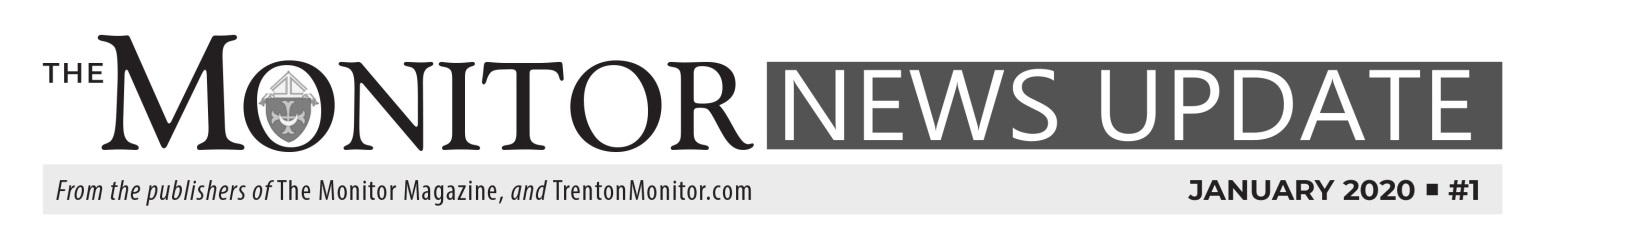 THE MONITOR NEWS UPDATE
From the publishers of The Monitor Magazine, and TrentonMonitor.com JANUARY 2020 ▪ #1